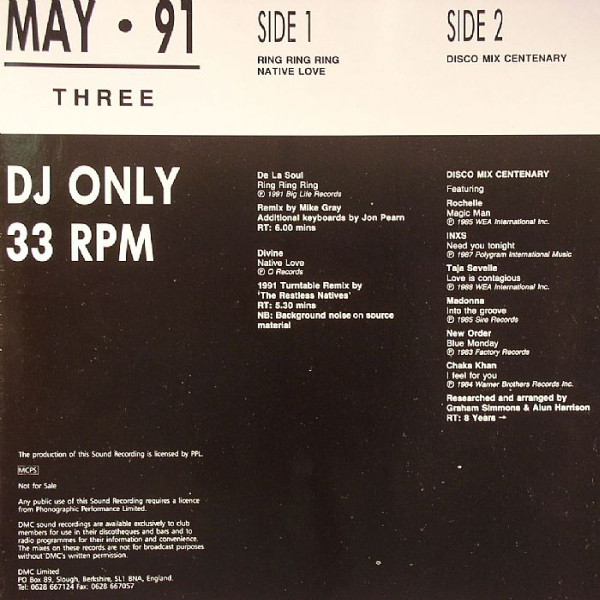 MAY • 91
THREE
SIDE 1
RING RING RING
NATIVE LOVE
SIDE 2
DISCO MIX CENTENARY
DJ ONLY
33 RPM
De La Soul
Ring Ring Ring
℗ 1991 Big Life Records
Remix by Mike Gray
Additional keyboards by Jon Pearn
RT: 6.00 mins
Divine
Native Love
℗ O Records
1991 Turntable Remix by
'The Restless Natives'
RT: 5.30 mins
NB: Background noise on source
material
DISCO MIX CENTENARY
Featuring
Rochelle
Magic Man
℗ 1985 WEA International Inc.
INXS
Need you tonight
℗ 1987 Polygram International Music
Taja Sevelle
Love is contagious
℗ 1988 WEA International Inc.
Madonna
Into the groove
℗ 1985 Sire Records
New Order
Blue Monday
℗ 1983 Factory Records
Chaka Khan
I feel for you
℗ 1984 Warner Brothers Records Inc.
Researched and arranged by
Graham Simmons & Alun Harrison
RT: 8 Years →
The production of this Sound Recording is licensed by PPL.
MCPS
Not for Sale
Any public use of this Sound Recording requires a licence
from Phonographic Performance Limited.
DMC sound recordings are available exclusively to club
members for use in their discotheques and bars and to
radio programmes for their information and convenience.
The mixes on these records are not for broadcast purposes
without DMC's written permission.
DMC Limited
PO Box 89, Slough, Berkshire, SL1 8NA, England.
Tel: 0628 667124 Fax: 0628 667057